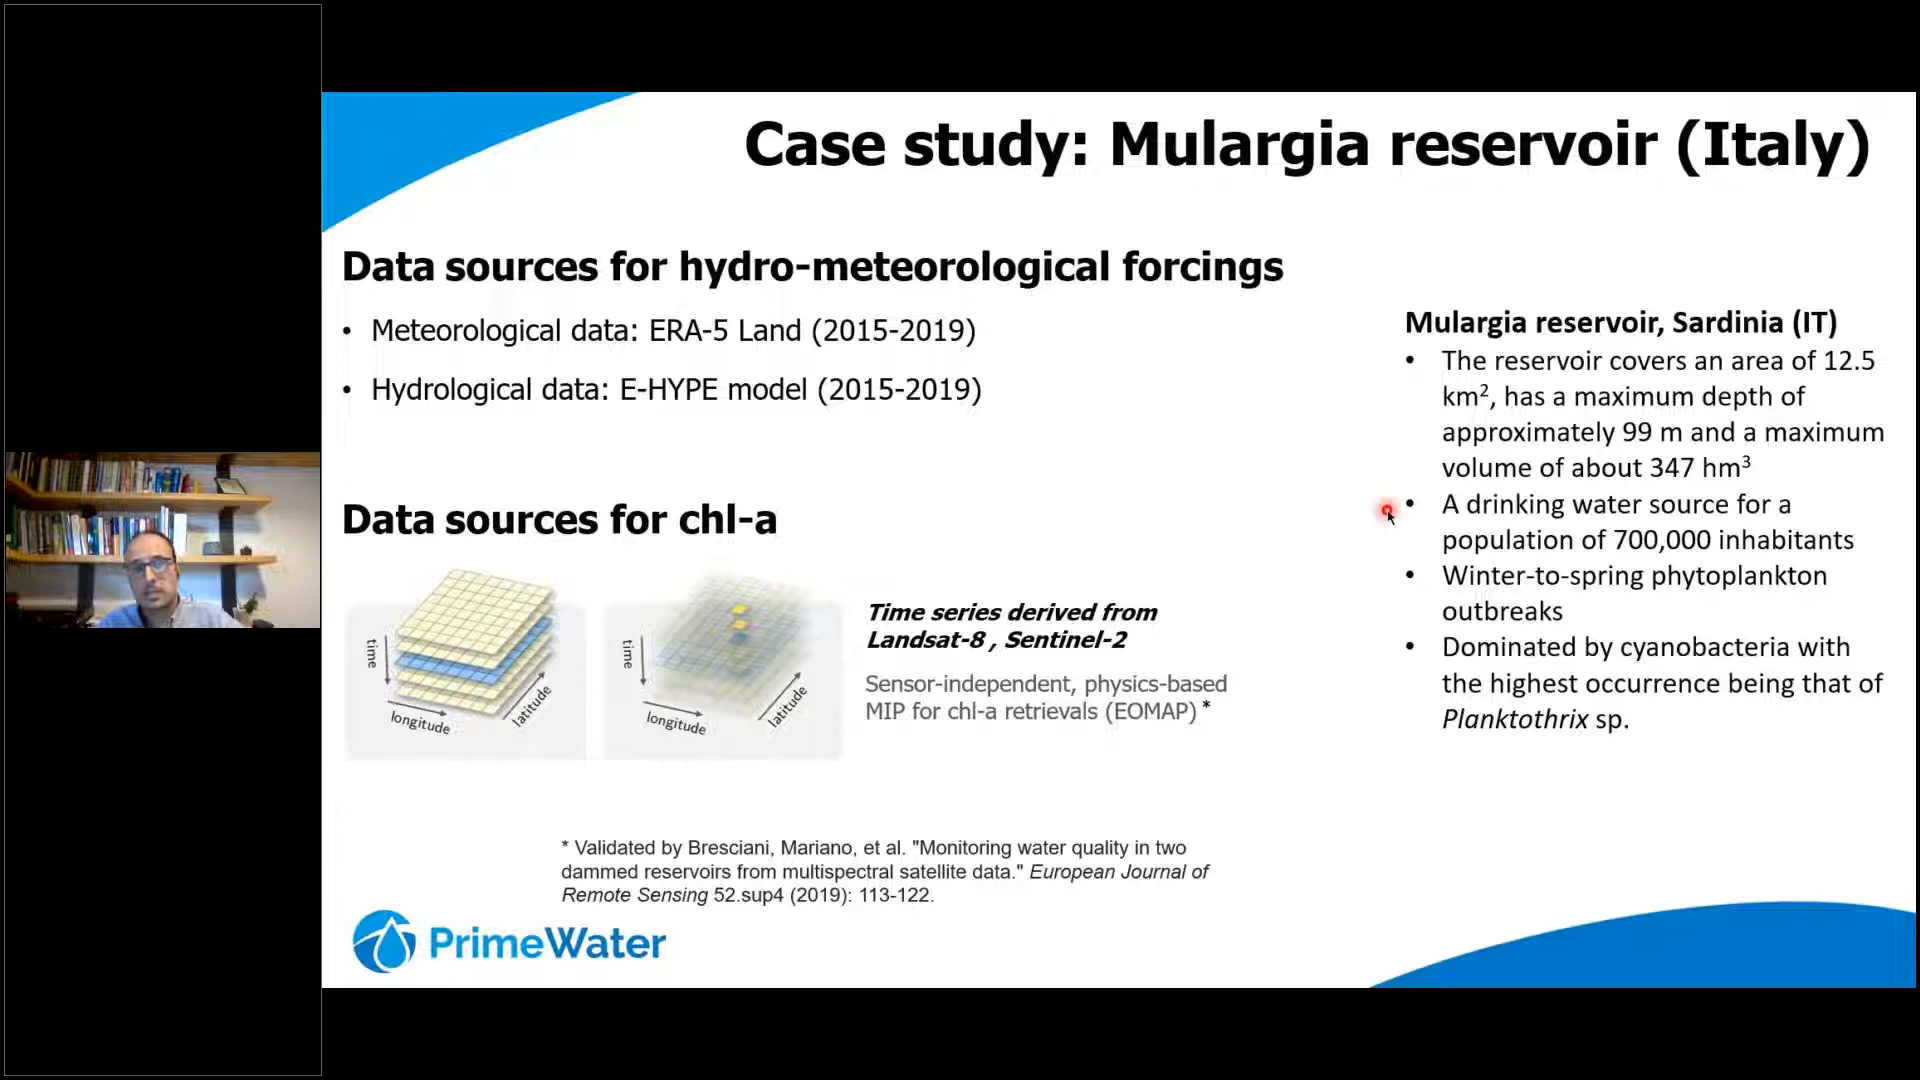 Case study: Mulargia reservoir (Italy)
Data sources for hydro-meteorological forcings
• Meteorological data: ERA-5 Land (2015-2019)
• Hydrological data: E-HYPE model (2015-2019)
Data sources for chl-a
time
longitude
latitude
time
longitude
latitude
Time series derived from
Landsat-8 , Sentinel-2
Sensor-independent, physics-based
MIP for chl-a retrievals (EOMAP) *
Mulargia reservoir, Sardinia (IT)
• The reservoir covers an area of 12.5
km², has a maximum depth of
approximately 99 m and a maximum
volume of about 347 hm³
• A drinking water source for a
population of 700,000 inhabitants
• Winter-to-spring phytoplankton
outbreaks
• Dominated by cyanobacteria with
the highest occurrence being that of
Planktothrix sp.
* Validated by Bresciani, Mariano, et al. "Monitoring water quality in two
dammed reservoirs from multispectral satellite data." European Journal of
Remote Sensing 52.sup4 (2019): 113-122.
PrimeWater